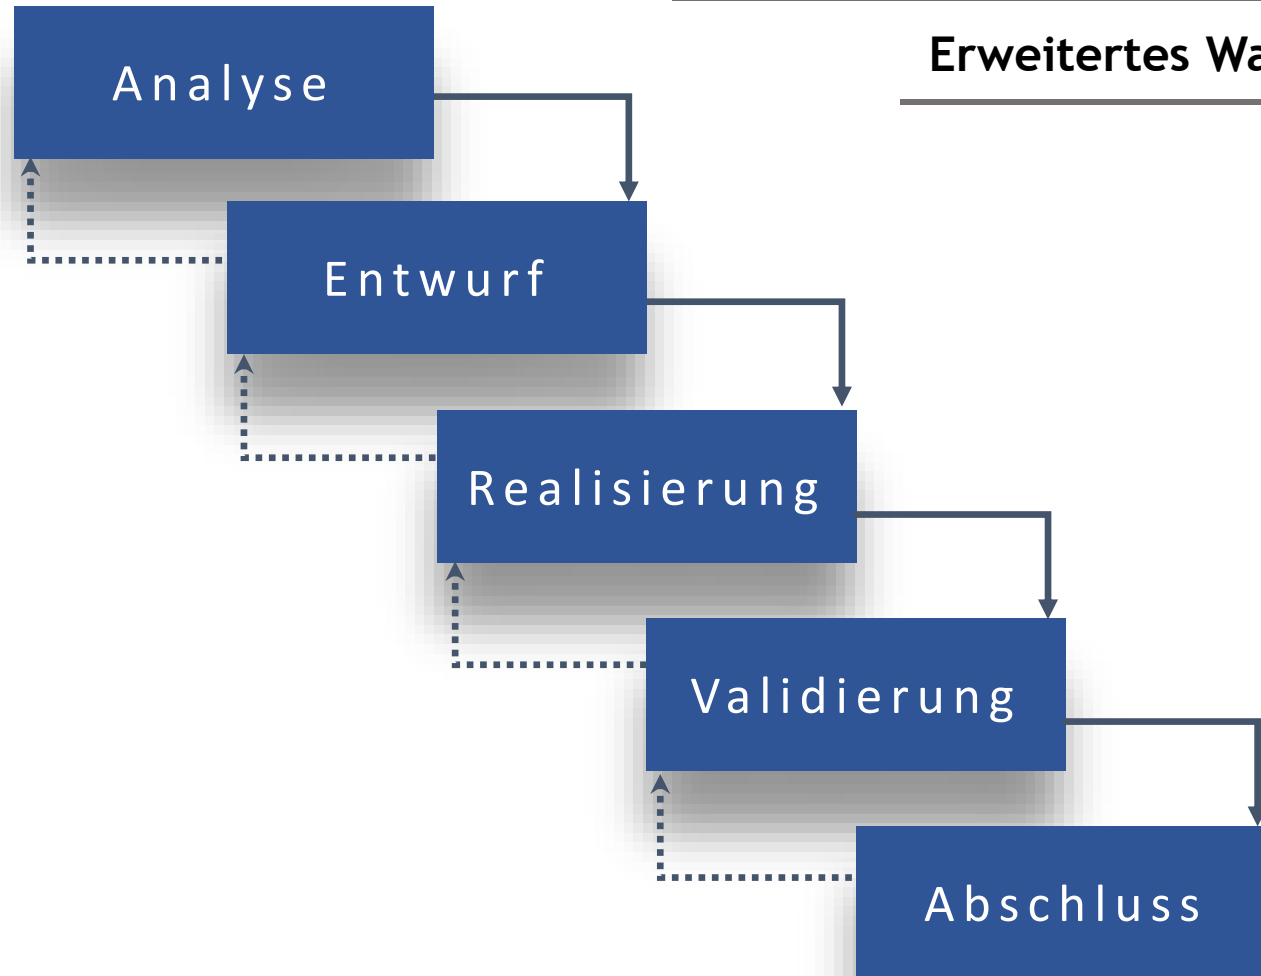 Erweitertes Wa
Analyse
Entwurf
Realisierung
Validierung
Abschluss